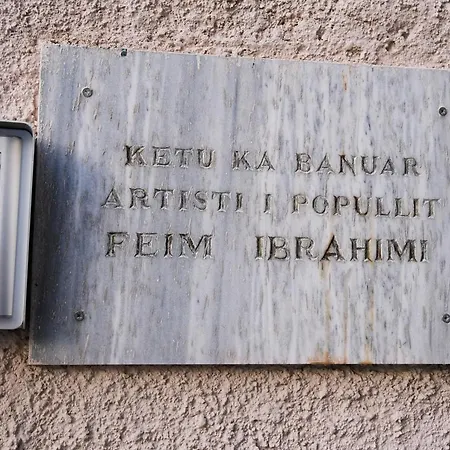 KETU KA BANUAR
ARTISTI I POPULLIT
FEIM IBRAHIMI